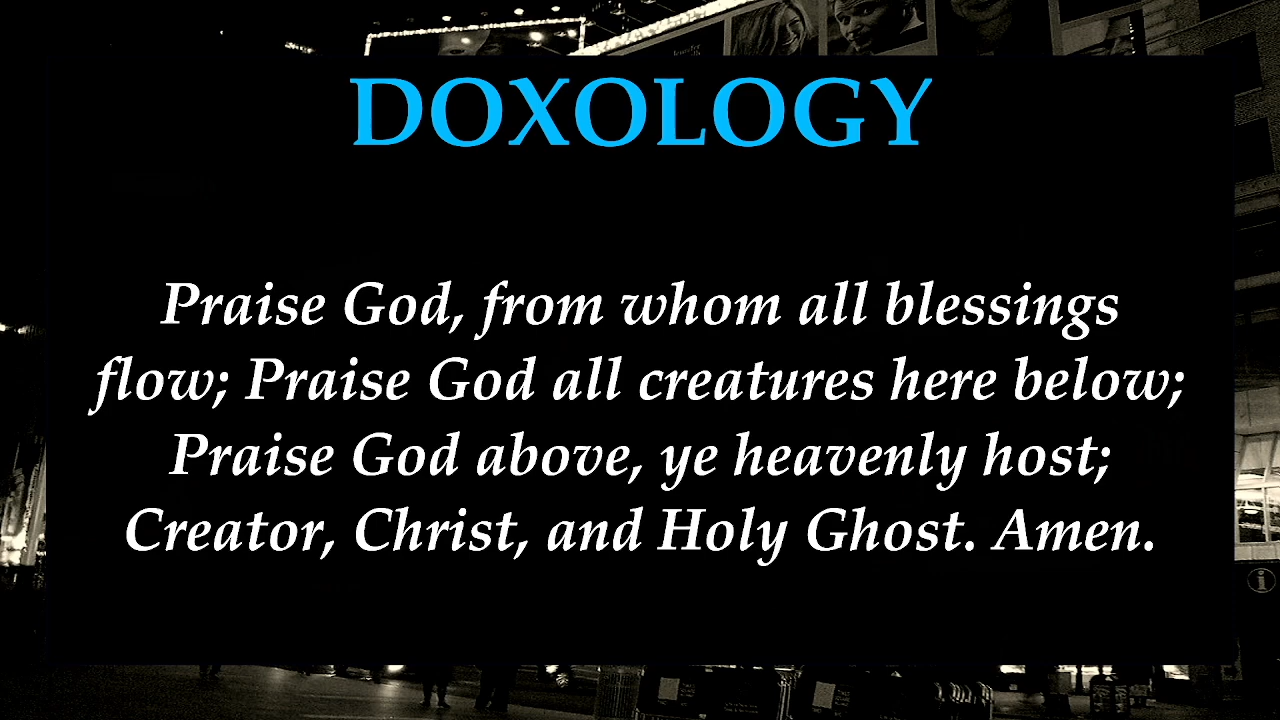 DOXOLOGY
Praise God, from whom all blessings
flow; Praise God all creatures here below;
Praise God above, ye heavenly host;
Creator, Christ, and Holy Ghost. Amen.